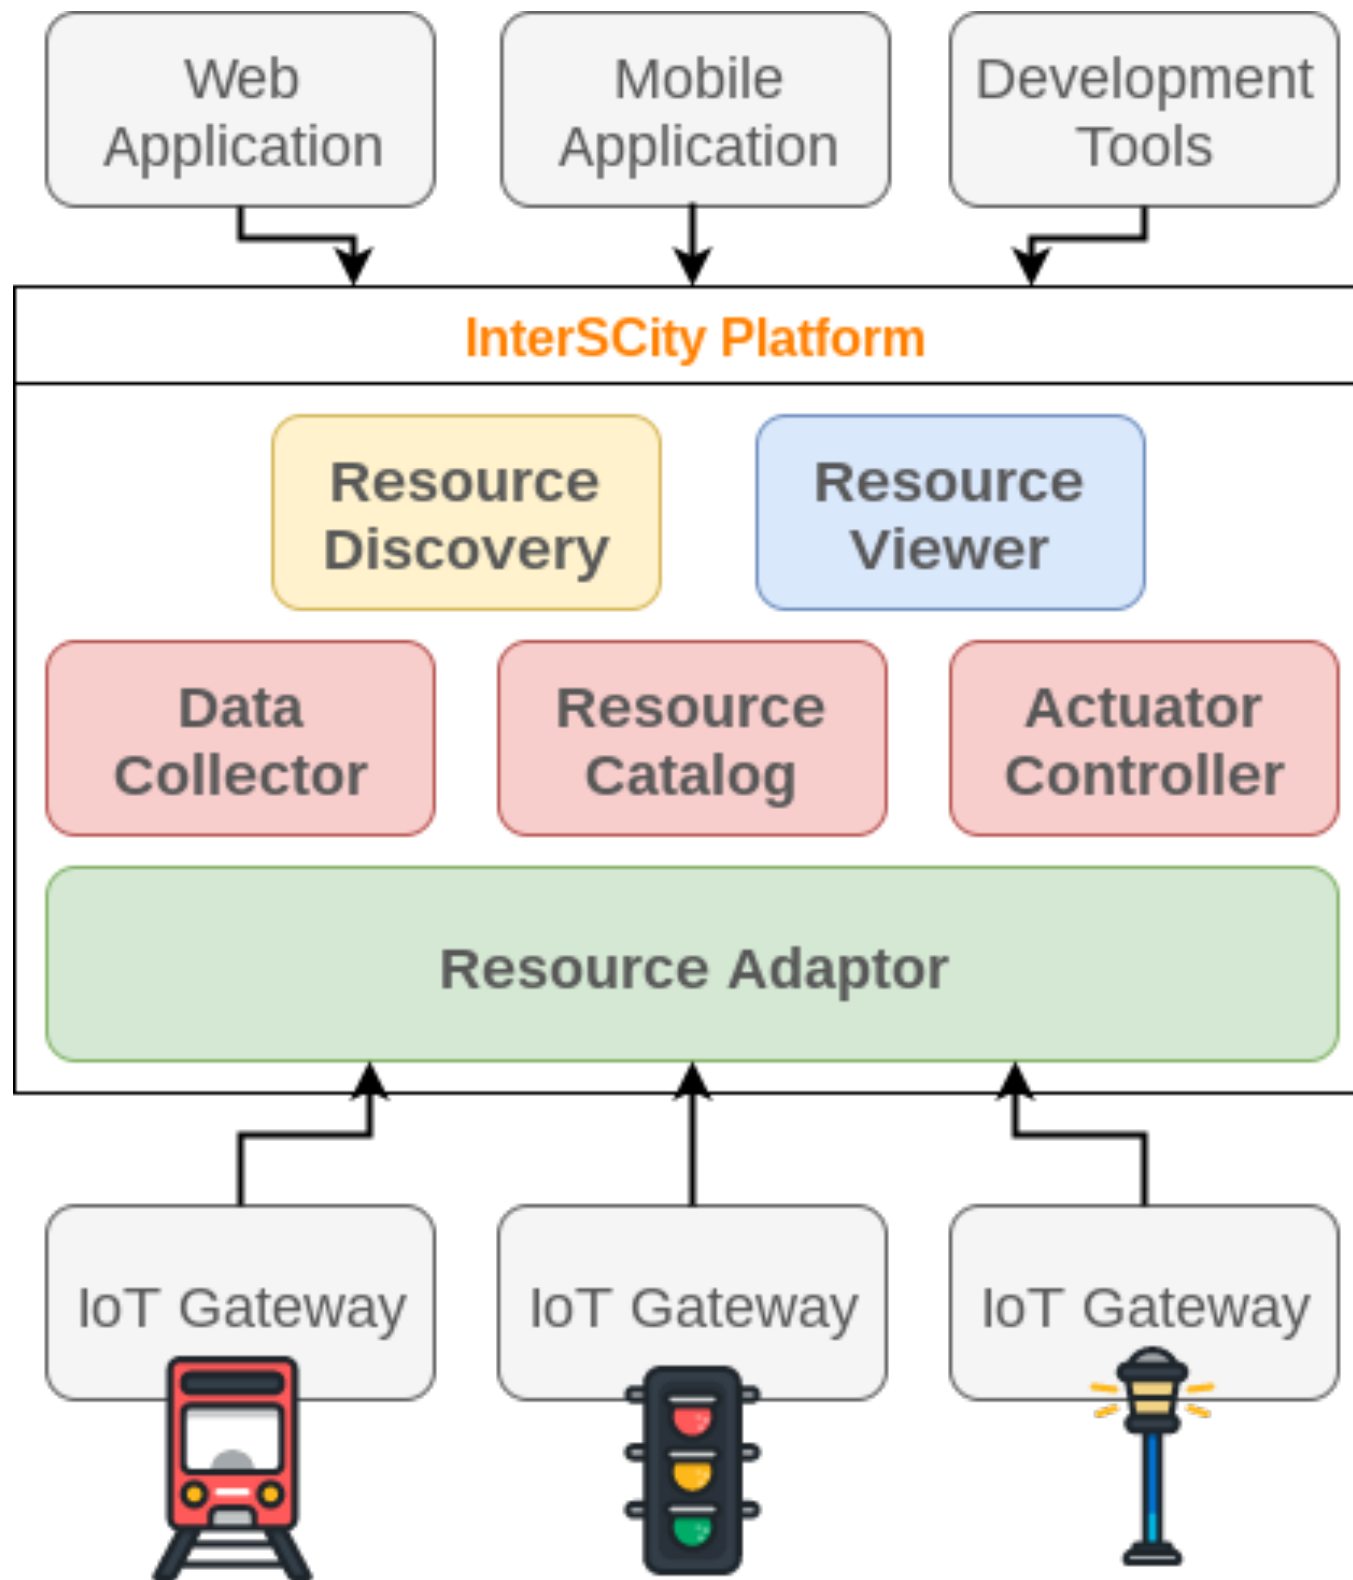 Web
Application
Mobile
Application
Development
Tools
InterSCity Platform
Resource
Discovery
Resource
Viewer
Data
Collector
Resource
Catalog
Actuator
Controller
Resource Adaptor
IoT Gateway
IoT Gateway
IoT Gateway